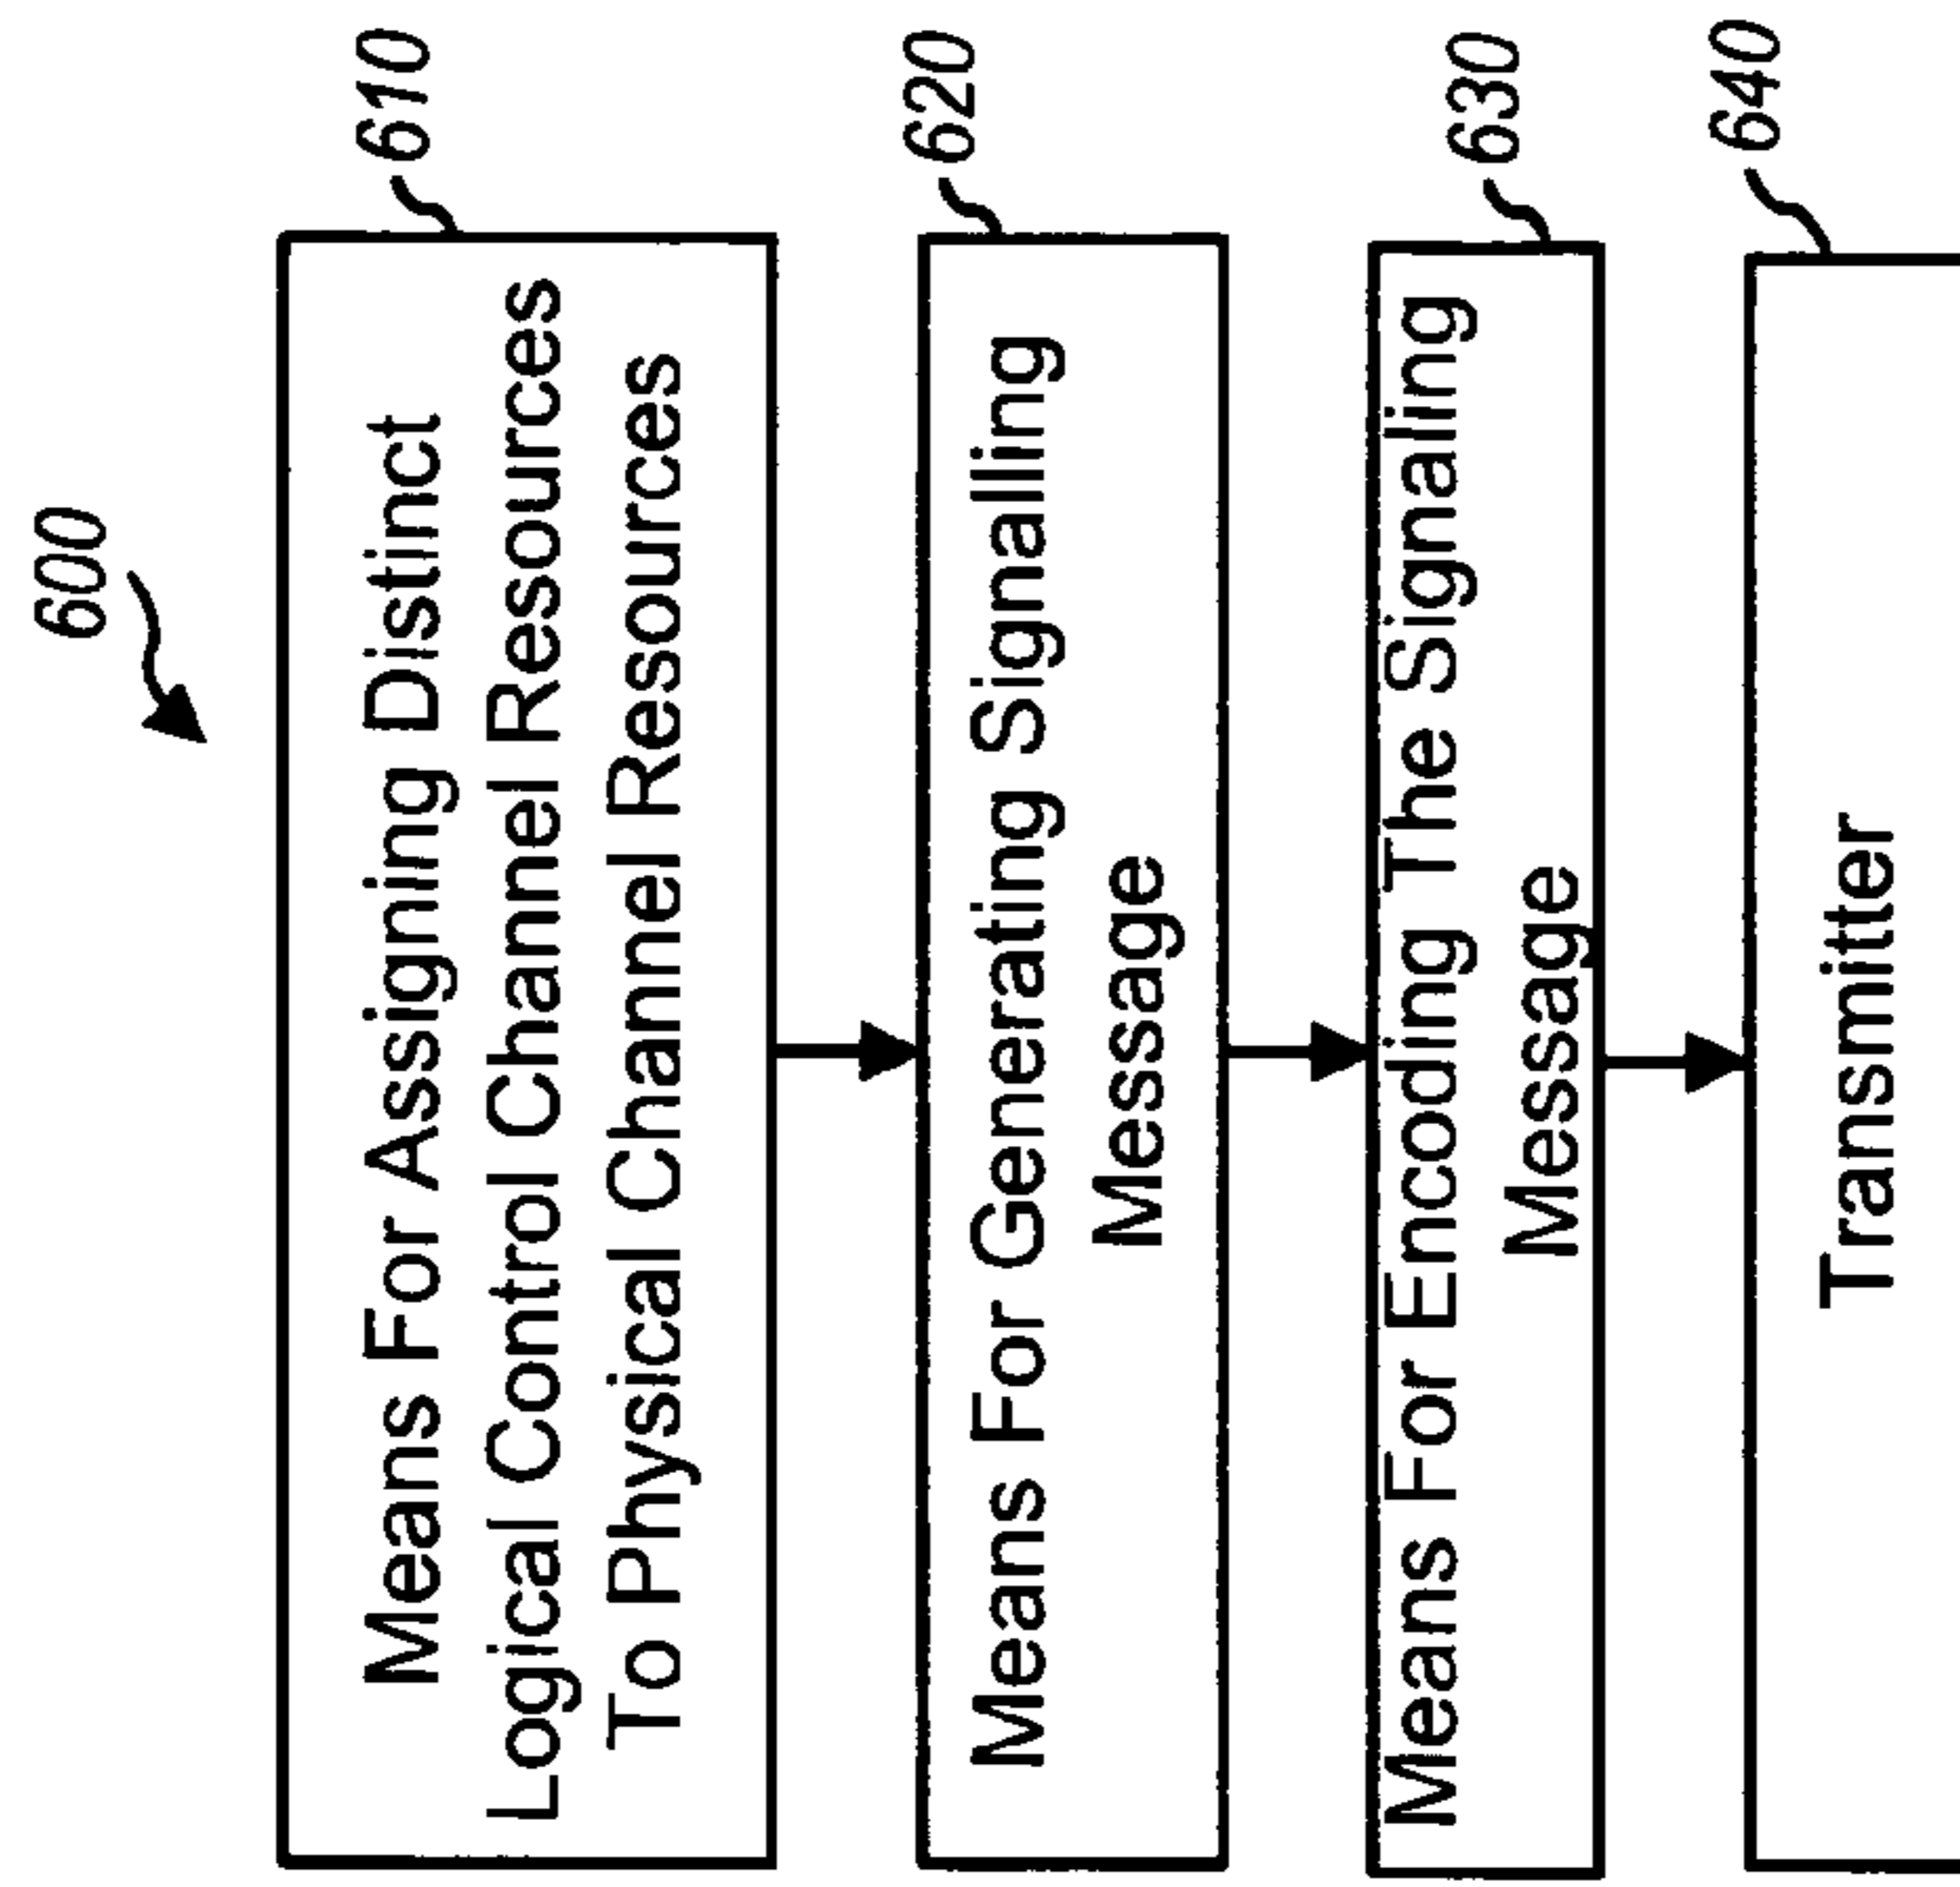 600
610
Means For Assigning Distinct
Logical Control Channel Resources
To Physical Channel Resources
620
Means For Generating Signalling
Message
630
Means For Encoding The Signaling
Message
640
Transmitter